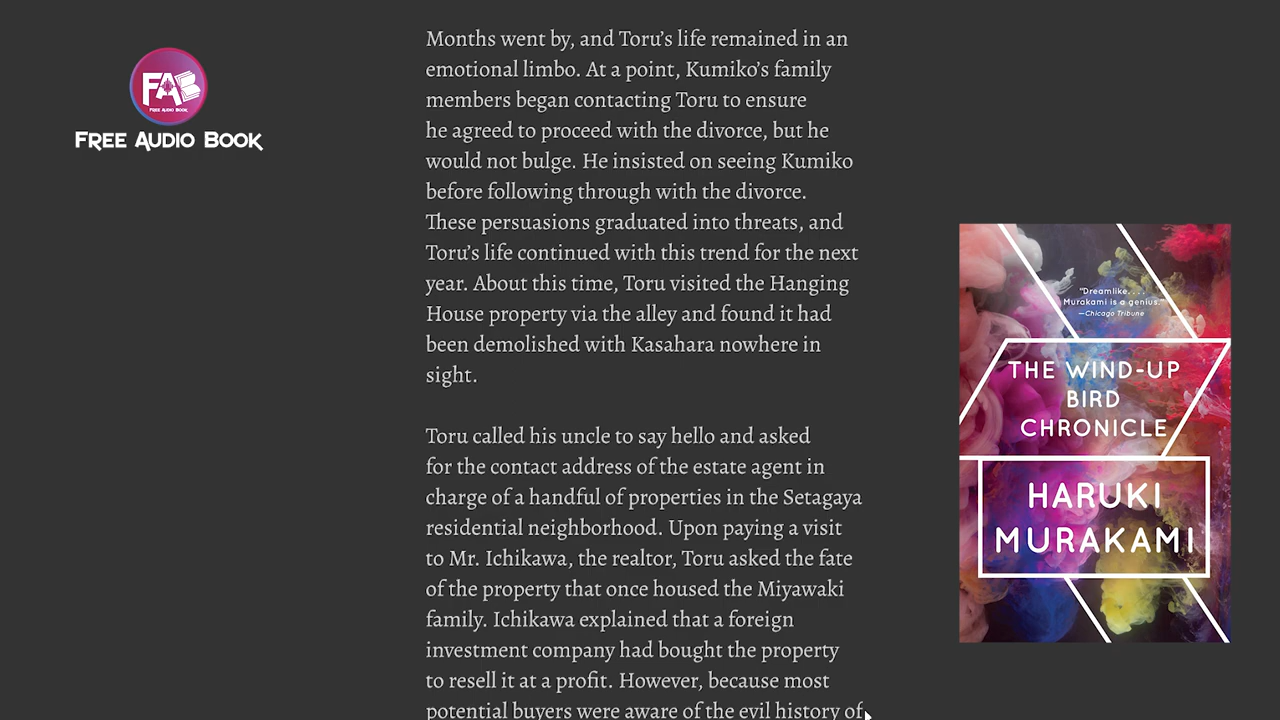 FAB
FREE AUDIO BOOK
FREE AUDIO BOOK
Months went by, and Toru's life remained in an
emotional limbo. At a point, Kumiko's family
members began contacting Toru to ensure
he agreed to proceed with the divorce, but he
would not bulge. He insisted on seeing Kumiko
before following through with the divorce.
These persuasions graduated into threats, and
Toru's life continued with this trend for the next
year. About this time, Toru visited the Hanging
House property via the alley and found it had
been demolished with Kasahara nowhere in
sight.
Toru called his uncle to say hello and asked
for the contact address of the estate agent in
charge of a handful of properties in the Setagaya
residential neighborhood. Upon paying a visit
to Mr. Ichikawa, the realtor, Toru asked the fate
of the property that once housed the Miyawaki
family. Ichikawa explained that a foreign
investment company had bought the property
to resell it at a profit. However, because most
potential buyers were aware of the evil history of
"Dreamlike. . . .
Murakami is a genius."
—Chicago Tribune
THE WIND-UP
BIRD
CHRONICLE
HARUKI
MURAKAMI